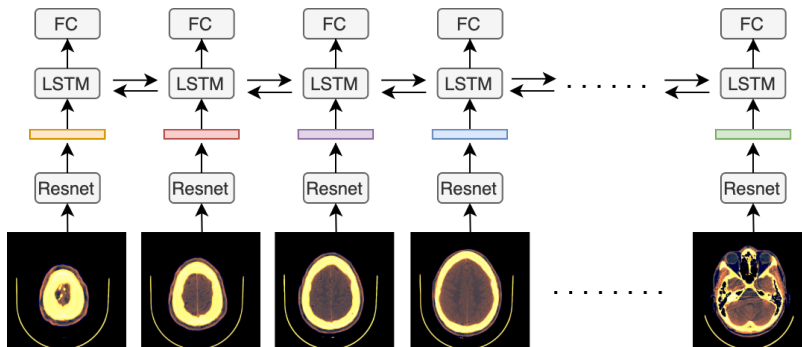 FC FC FC FC FC
LSTM LSTM LSTM LSTM . . . . . . LSTM
Resnet Resnet Resnet Resnet Resnet
. . . . . . . .